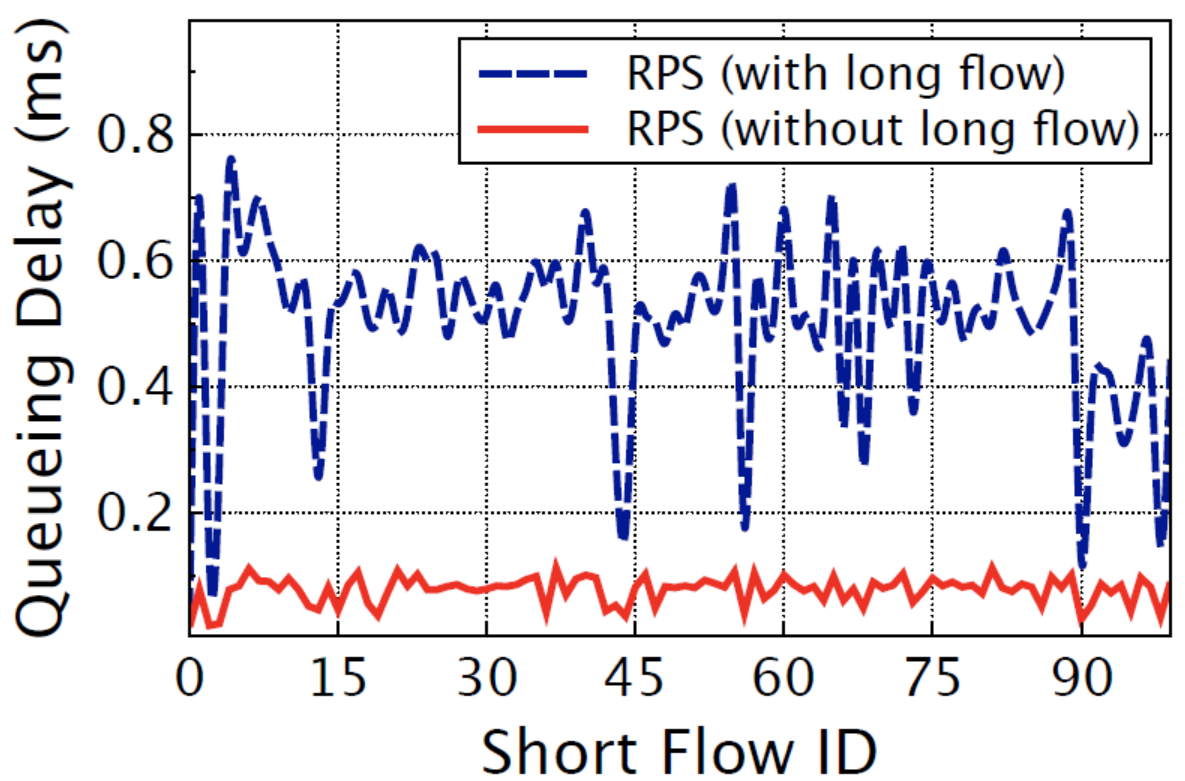 Queueing Delay (ms)
RPS (with long flow)
RPS (without long flow)
0.8
0.6
0.4
0.2
0 15 30 45 60 75 90
Short Flow ID